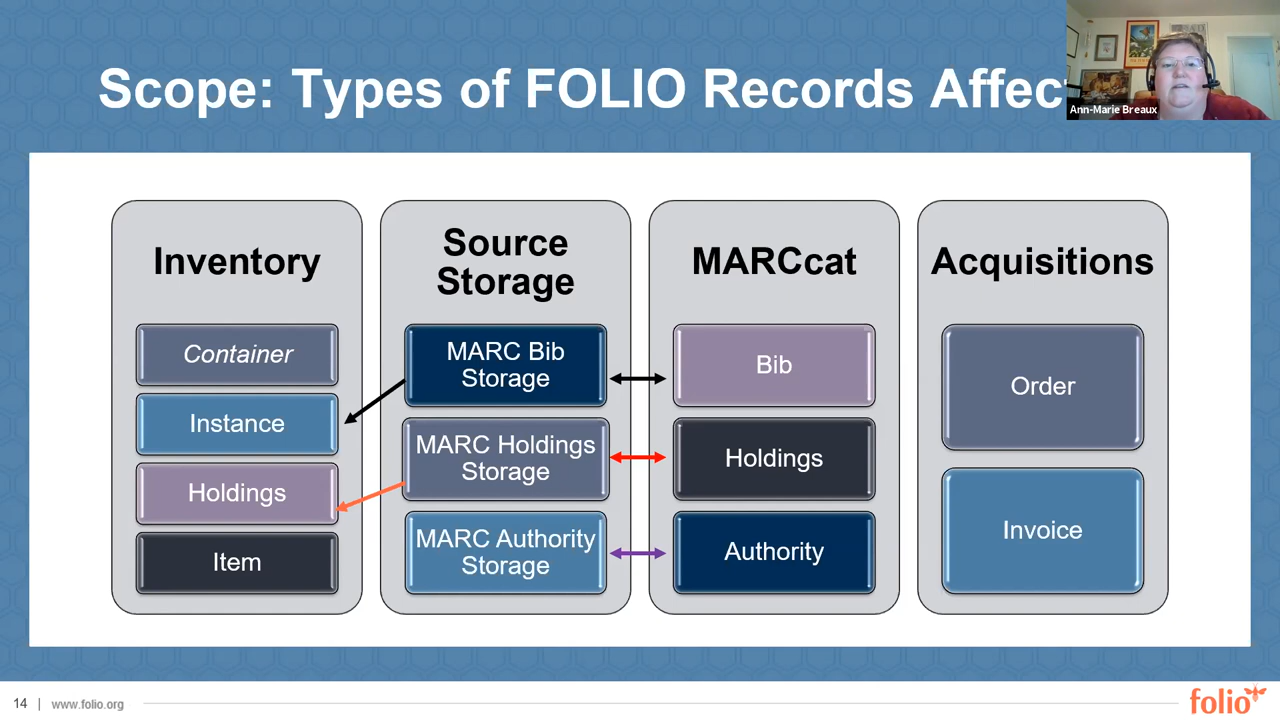 Scope: Types of FOLIO Records Affec
Ann-Marie Breaux
Inventory
Container
Instance
Holdings
Item
Source
Storage
MARC Bib
Storage
MARC Holdings
Storage
MARC Authority
Storage
MARCcat
Bib
Holdings
Authority
Acquisitions
Order
Invoice
14 | www.folio.org
folio